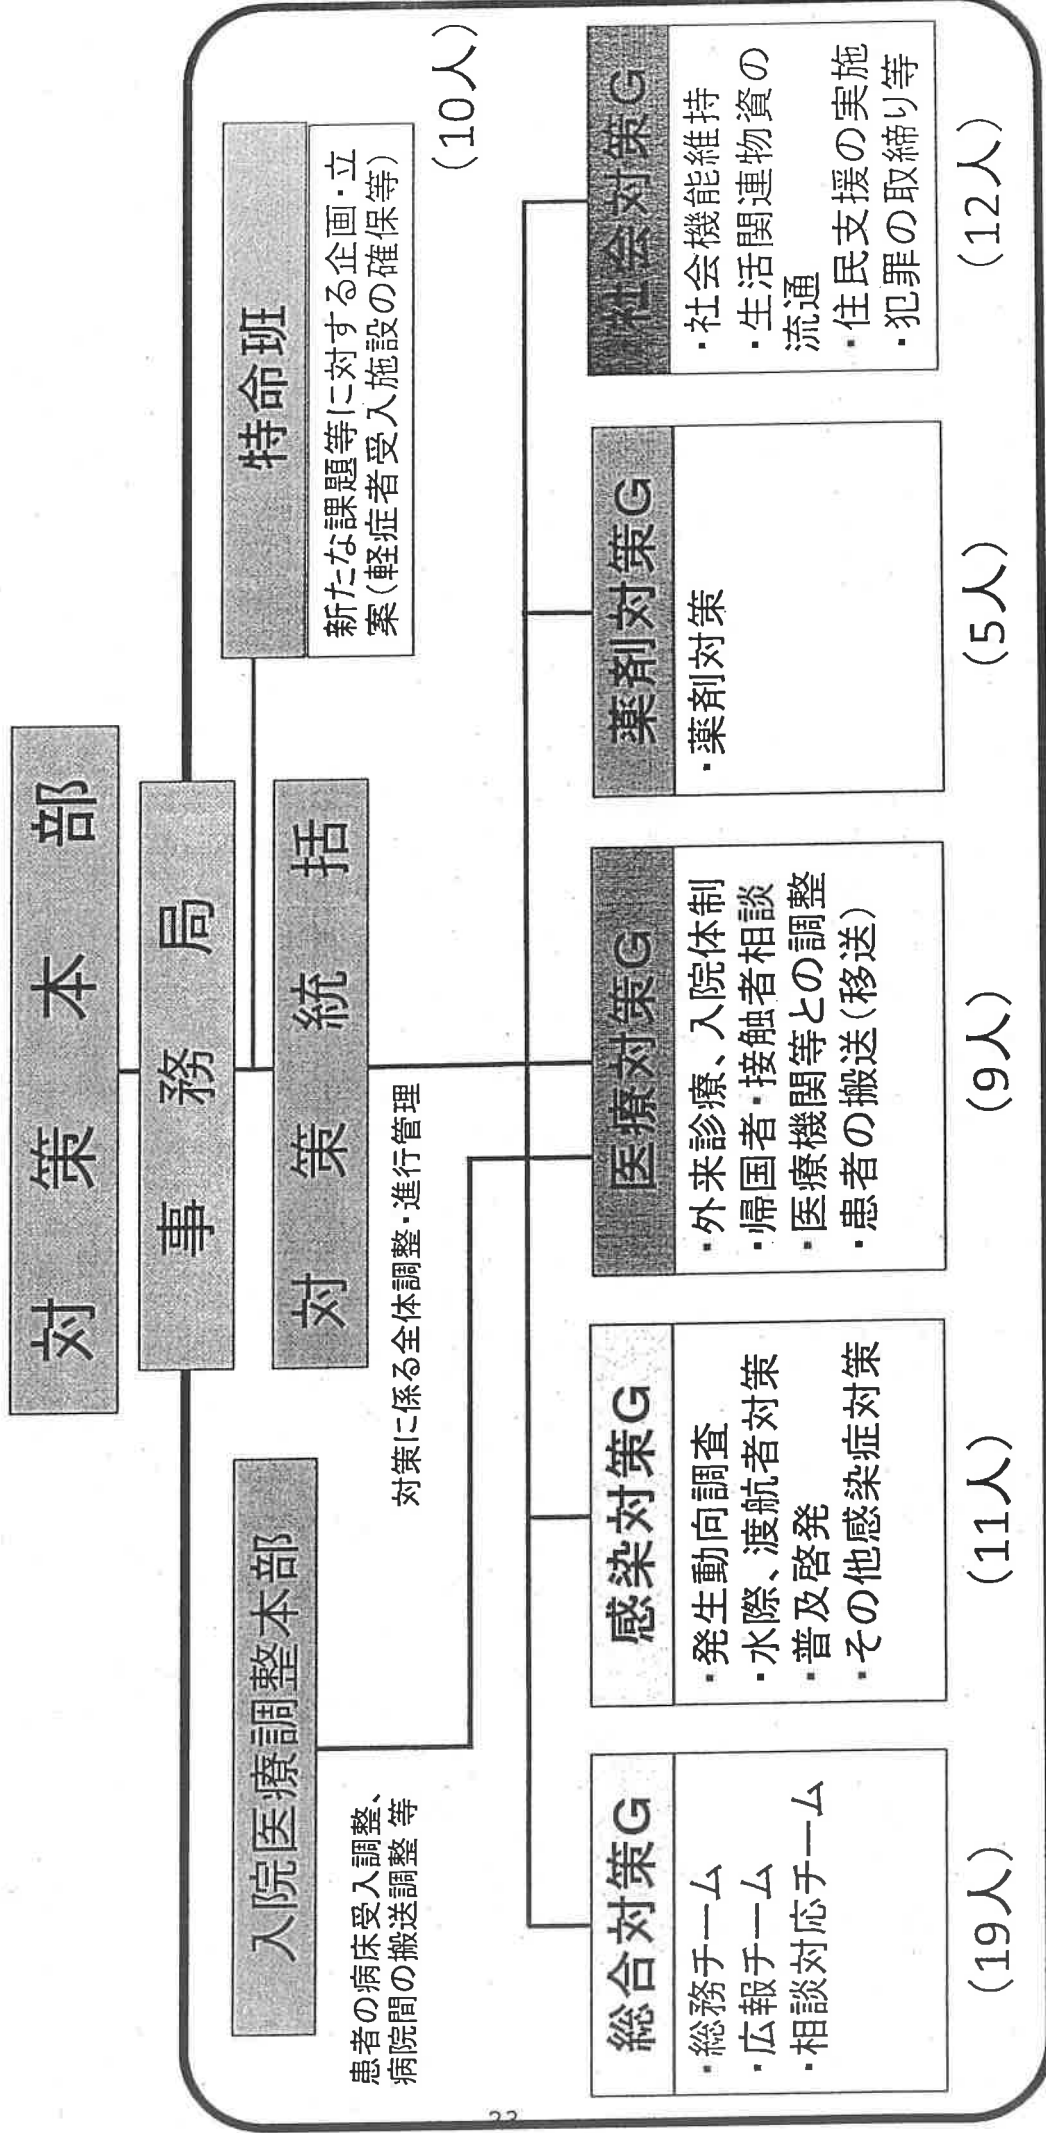 対策本部
事務局
対策統括
対策に係る全体調整・進行管理
入院医療調整本部
患者の病床受入調整、
病院間の搬送調整 等
特命班
新たな課題等に対する企画・立
案(軽症者受入施設の確保等)
(10人)
総合対策G
・総務チーム
・広報チーム
・相談対応チーム
(19人)
感染対策G
・発生動向調査
・水際、渡航者対策
・普及啓発
・その他感染症対策
(11人)
医療対策G
・外来診療、入院体制
・帰国者・接触者相談
・医療機関等との調整
・患者の搬送(移送)
(9人)
薬剤対策G
・薬剤対策
(5人)
社会対策G
・社会機能維持
・生活関連物資の
流通
・住民支援の実施
・犯罪の取締り等
(12人)